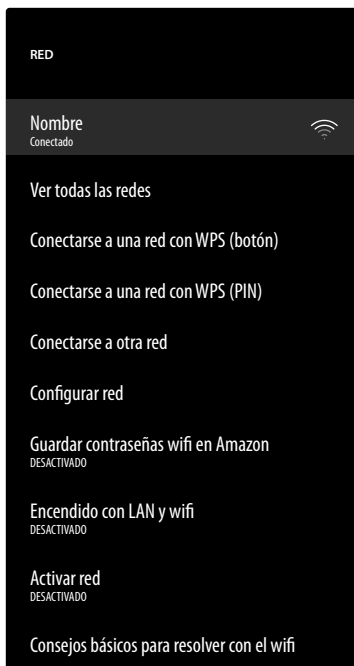 RED
Nombre
Conectado
Ver todas las redes
Conectarse a una red con WPS (botón)
Conectarse a una red con WPS (PIN)
Conectarse a otra red
Configurar red
Guardar contraseñas wifi en Amazon
DESACTIVADO
Encendido con LAN y wifi
DESACTIVADO
Activar red
DESACTIVADO
Consejos básicos para resolver con el wifi